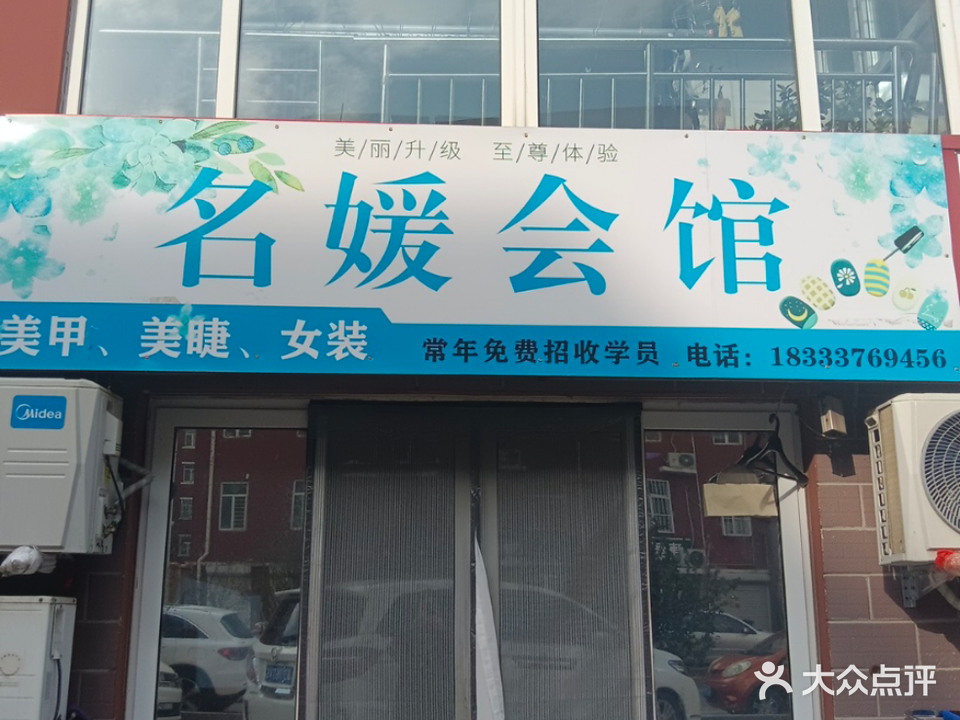 美/丽/升/级 至/尊/体/验
名媛会馆
美甲、美睫、女装
常年免费招收学员 电话：18333769456
Midea
大众点评